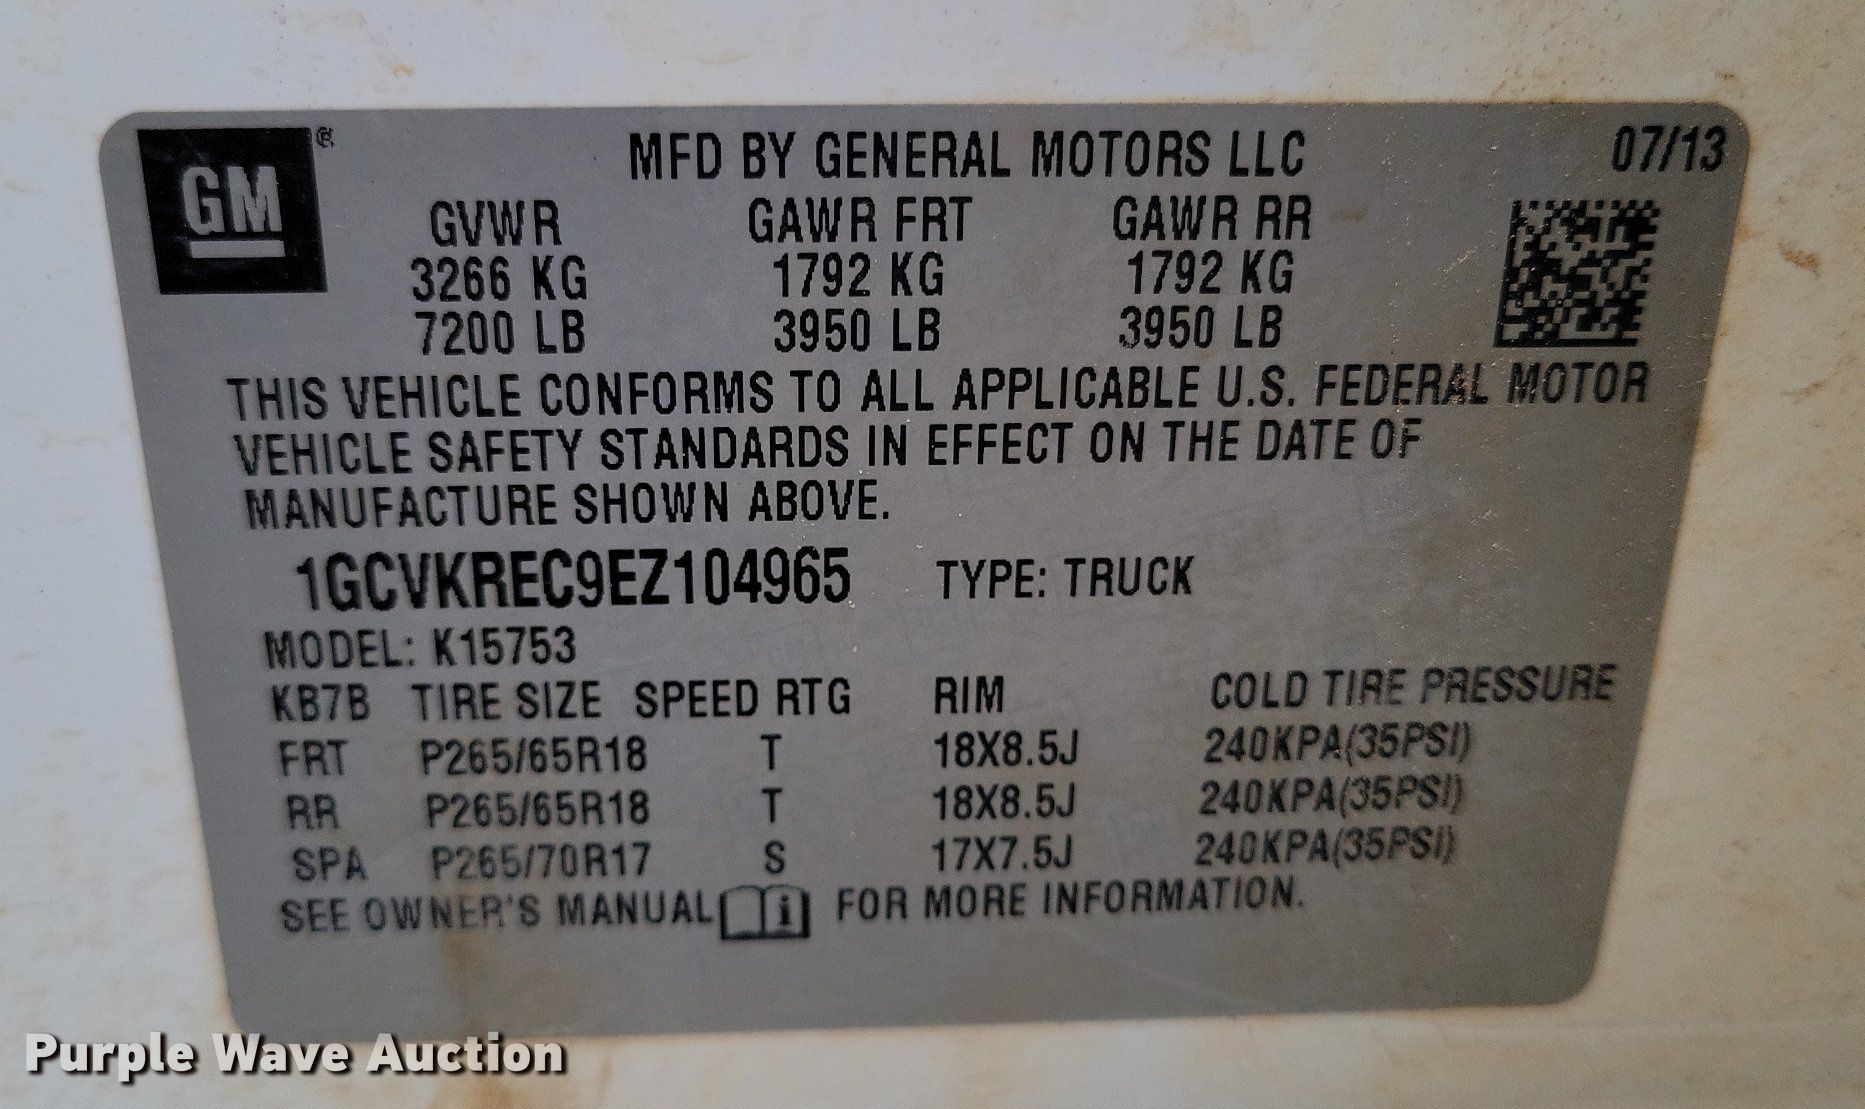 GM ® MFD BY GENERAL MOTORS LLC 07/13
GVWR GAWR FRT GAWR RR
3266 KG 1792 KG 1792 KG
7200 LB 3950 LB 3950 LB
THIS VEHICLE CONFORMS TO ALL APPLICABLE U.S. FEDERAL MOTOR
VEHICLE SAFETY STANDARDS IN EFFECT ON THE DATE OF
MANUFACTURE SHOWN ABOVE.
1GCVKREC9EZ104965 TYPE: TRUCK
MODEL: K15753
KB7B TIRE SIZE SPEED RTG RIM COLD TIRE PRESSURE
FRT P265/65R18 T 18X8.5J 240KPA(35PSI)
RR P265/65R18 T 18X8.5J 240KPA(35PSI)
SPA P265/70R17 S 17X7.5J 240KPA(35PSI)
SEE OWNER'S MANUAL i FOR MORE INFORMATION.
Purple Wave Auction